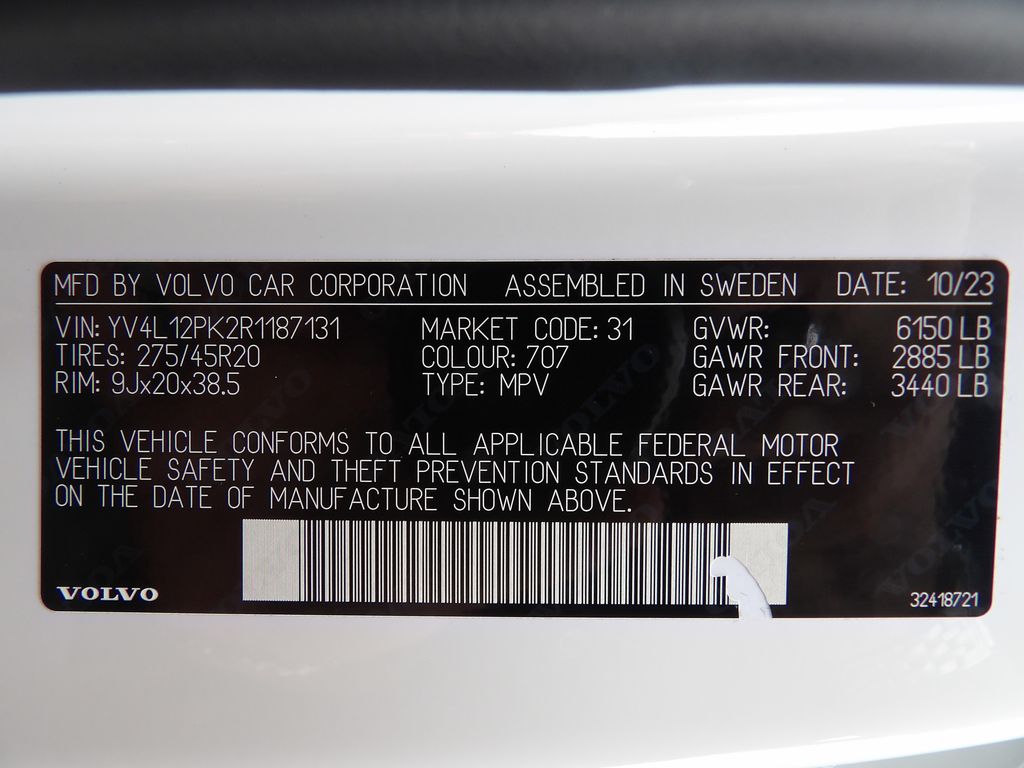 MFD BY VOLVO CAR CORPORATION ASSEMBLED IN SWEDEN DATE: 10/23
VIN: YV4L12PK2R1187131 MARKET CODE: 31 GVWR: 6150 LB
TIRES: 275/45R20 COLOUR: 707 GAWR FRONT: 2885 LB
RIM: 9Jx20x38.5 TYPE: MPV GAWR REAR: 3440 LB
THIS VEHICLE CONFORMS TO ALL APPLICABLE FEDERAL MOTOR
VEHICLE SAFETY AND THEFT PREVENTION STANDARDS IN EFFECT
ON THE DATE OF MANUFACTURE SHOWN ABOVE.
VOLVO 32418721